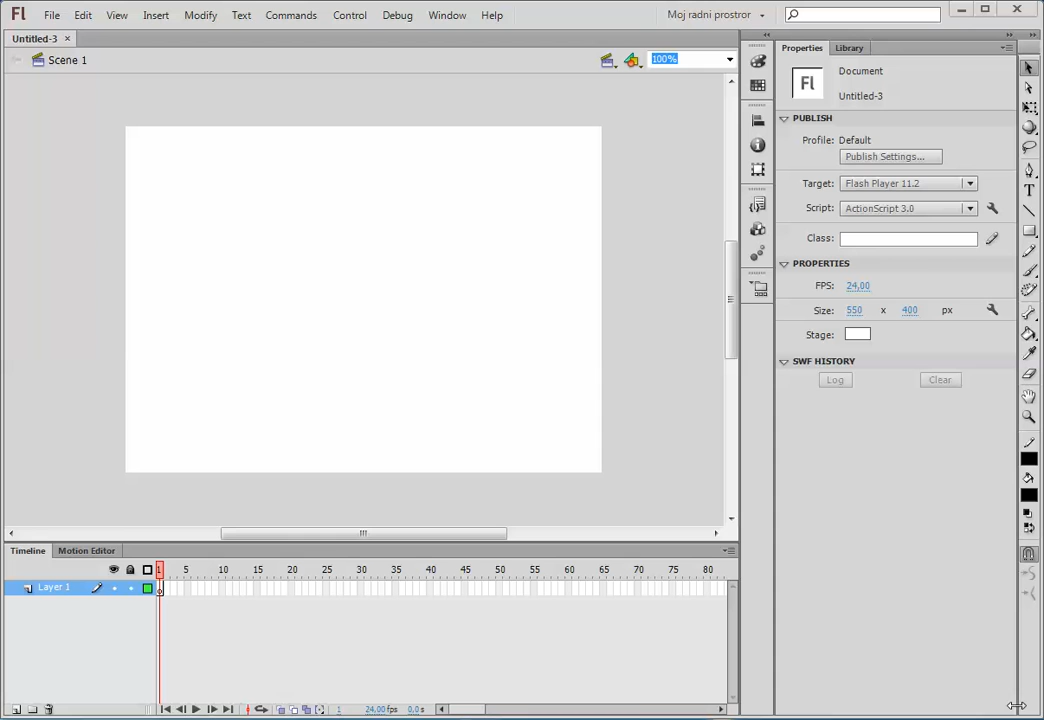 Fl File Edit View Insert Modify Text Commands Control Debug Window Help Moj radni prostor
Untitled-3 ×
Scene 1 100%
Properties Library
Fl Document
Untitled-3
PUBLISH
Profile: Default
Publish Settings...
Target: Flash Player 11.2
Script: ActionScript 3.0
Class:
PROPERTIES
FPS: 24,00
Size: 550 x 400 px
Stage:
SWF HISTORY
Log Clear
Timeline Motion Editor
1 5 10 15 20 25 30 35 40 45 50 55 60 65 70 75 80
Layer 1
1 24,00 fps 0,0 s